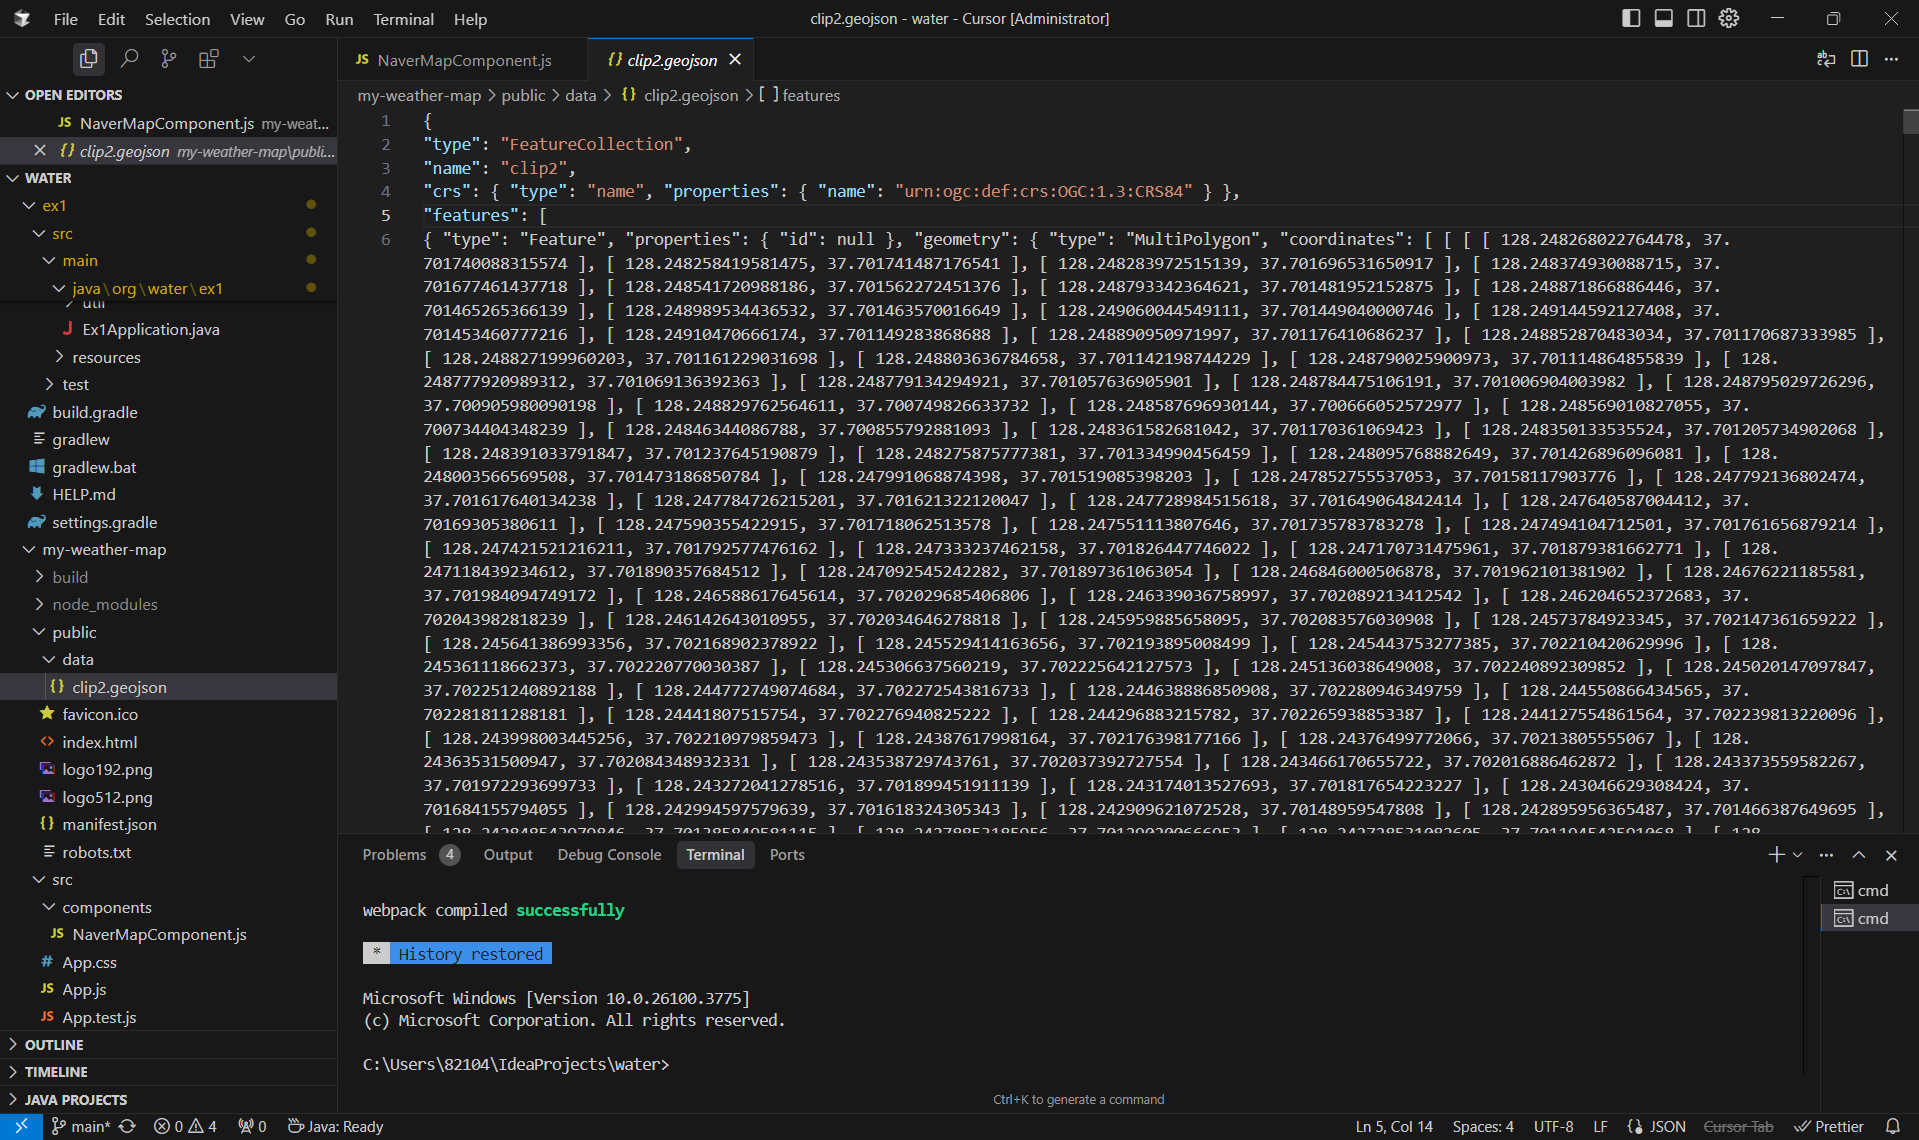 File Edit Selection View Go Run Terminal Help
clip2.geojson - water - Cursor [Administrator]
OPEN EDITORS
JS NaverMapComponent.js my-weat...
{} clip2.geojson my-weather-map\publi...
WATER
ex1
src
main
java\org\water\ex1
util
J Ex1Application.java
resources
test
build.gradle
gradlew
gradlew.bat
HELP.md
settings.gradle
my-weather-map
build
node_modules
public
data
{} clip2.geojson
favicon.ico
<> index.html
logo192.png
logo512.png
{} manifest.json
robots.txt
src
components
JS NaverMapComponent.js
# App.css
JS App.js
JS App.test.js
OUTLINE
TIMELINE
JAVA PROJECTS
JS NaverMapComponent.js
{} clip2.geojson
my-weather-map > public > data > {} clip2.geojson > [ ] features
1 {
2 "type": "FeatureCollection",
3 "name": "clip2",
4 "crs": { "type": "name", "properties": { "name": "urn:ogc:def:crs:OGC:1.3:CRS84" } },
5 "features": [
6 { "type": "Feature", "properties": { "id": null }, "geometry": { "type": "MultiPolygon", "coordinates": [ [ [ [ 128.248268022764478, 37.
701740088315574 ], [ 128.248258419581475, 37.701741487176541 ], [ 128.248283972515139, 37.701696531650917 ], [ 128.248374930088715, 37.
701677461437718 ], [ 128.248541720988186, 37.701562272451376 ], [ 128.248793342364621, 37.701481952152875 ], [ 128.248871866886446, 37.
701465265366139 ], [ 128.248989534436532, 37.701463570016649 ], [ 128.249060044549111, 37.701449040000746 ], [ 128.249144592127408, 37.
701453460777216 ], [ 128.24910470666174, 37.701149283868688 ], [ 128.248890950971997, 37.701176410686237 ], [ 128.248852870483034, 37.701170687333985 ],
[ 128.248827199960203, 37.701161229031698 ], [ 128.248803636784658, 37.701142198744229 ], [ 128.248790025900973, 37.701114864855839 ], [ 128.
248777920989312, 37.701069136392363 ], [ 128.248779134294921, 37.701057636905901 ], [ 128.248784475106191, 37.701006904003982 ], [ 128.248795029726296,
37.700905980090198 ], [ 128.248829762564611, 37.700749826633732 ], [ 128.248587696930144, 37.700666052572977 ], [ 128.248569010827055, 37.
700734404348239 ], [ 128.24846344086788, 37.700855792881093 ], [ 128.248361582681042, 37.701170361069423 ], [ 128.248350133535524, 37.701205734902068 ],
[ 128.248391033791847, 37.701237645190879 ], [ 128.248275875777381, 37.701334990456459 ], [ 128.248095768882649, 37.701426896096081 ], [ 128.
248003566569508, 37.701473186850784 ], [ 128.247991068874398, 37.701519085398203 ], [ 128.247852755537053, 37.70158117903776 ], [ 128.247792136802474,
37.701617640134238 ], [ 128.247784726215201, 37.701621322120047 ], [ 128.247728984515618, 37.701649064842414 ], [ 128.247640587004412, 37.
70169305380611 ], [ 128.247590355422915, 37.701718062513578 ], [ 128.247551113807646, 37.701735783783278 ], [ 128.247494104712501, 37.701761656879214 ],
[ 128.247421521216211, 37.701792577476162 ], [ 128.247333237462158, 37.701826447746022 ], [ 128.247170731475961, 37.701879381662771 ], [ 128.
247118439234612, 37.701890357684512 ], [ 128.247092545242282, 37.701897361063054 ], [ 128.246846000506878, 37.701962101381902 ], [ 128.24676221185581,
37.701984094749172 ], [ 128.246588617645614, 37.702029685406806 ], [ 128.246339036758997, 37.702089213412542 ], [ 128.246204652372683, 37.
702043982818239 ], [ 128.246142643010955, 37.702034646278818 ], [ 128.245959885658095, 37.702083576030908 ], [ 128.24573784923345, 37.702147361659222 ],
[ 128.245641386993356, 37.702168902378922 ], [ 128.245529414163656, 37.702193895008499 ], [ 128.245443753277385, 37.702210420629996 ], [ 128.
245361118662373, 37.702220770030387 ], [ 128.245306637560219, 37.702225642127573 ], [ 128.245136038649008, 37.702240892309852 ], [ 128.245020147097847,
37.702251240892188 ], [ 128.244772749074684, 37.702272543816733 ], [ 128.244638886850908, 37.702280946349759 ], [ 128.244550866434565, 37.
702281811288181 ], [ 128.24441807515754, 37.702276940825222 ], [ 128.244296883215782, 37.702265938853387 ], [ 128.244127554861564, 37.702239813220096 ],
[ 128.243998003445256, 37.702210979859473 ], [ 128.24387617998164, 37.702176398177166 ], [ 128.24376499772066, 37.70213805555067 ], [ 128.
24363531500947, 37.702084348932331 ], [ 128.243538729743761, 37.702037392727554 ], [ 128.243466170655722, 37.702016886462872 ], [ 128.243373559582267,
37.701972293699733 ], [ 128.243272041278516, 37.701899451911139 ], [ 128.243174013527693, 37.701817654223227 ], [ 128.243046629308424, 37.
701684155794055 ], [ 128.242994597579639, 37.701618324305343 ], [ 128.242909621072528, 37.70148959547808 ], [ 128.242895956365487, 37.701466387649695 ],
Problems 4 Output Debug Console Terminal Ports
webpack compiled successfully
* History restored
Microsoft Windows [Version 10.0.26100.3775]
(c) Microsoft Corporation. All rights reserved.
C:\Users\82104\IdeaProjects\water>
cmd
cmd
Ctrl+K to generate a command
main* 0 4 0 Java: Ready
Ln 5, Col 14 Spaces: 4 UTF-8 LF {} JSON Cursor Tab Prettier